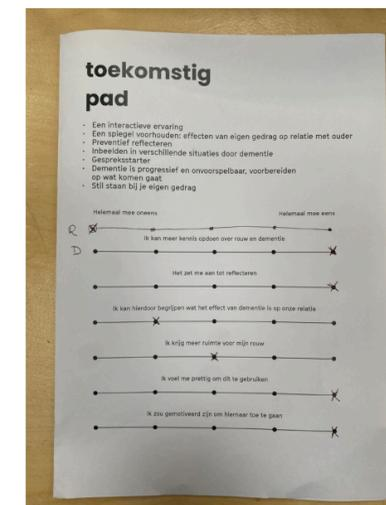 toekomstig
pad
- Een interactieve ervaring
- Een spiegel voorhouden: effecten van eigen gedrag op relatie met ouder
- Preventief reflecteren
- Inbeelden in verschillende situaties door dementie
- Gespreksstarter
- Dementie is progressief en onvoorspelbaar, voorbereiden
op wat komen gaat
- Stil staan bij je eigen gedrag
Helemaal mee oneens Helemaal mee eens
R
Ik kan meer kennis opdoen over rouw en dementie
D
Het zet me aan tot reflecteren
Ik kan hierdoor begrijpen wat het effect van dementie is op onze relatie
Ik krijg meer ruimte voor mijn rouw
Ik voel me prettig om dit te gebruiken
Ik zou gemotiveerd zijn om hiernaar toe te gaan